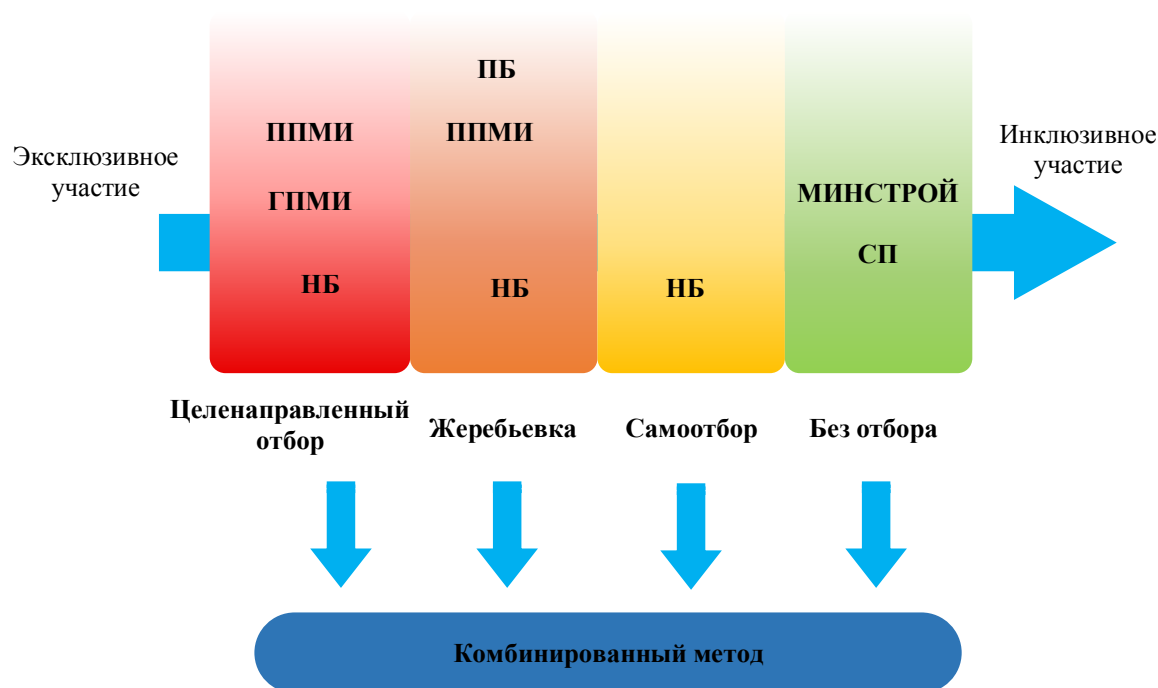 Эксклюзивное
участие
ППМИ
ГПМИ
НБ
ПБ
ППМИ
НБ
НБ
МИНСТРОЙ
СП
Инклюзивное
участие
Целенаправленный
отбор
Жеребьевка
Самоотбор
Без отбора
Комбинированный метод